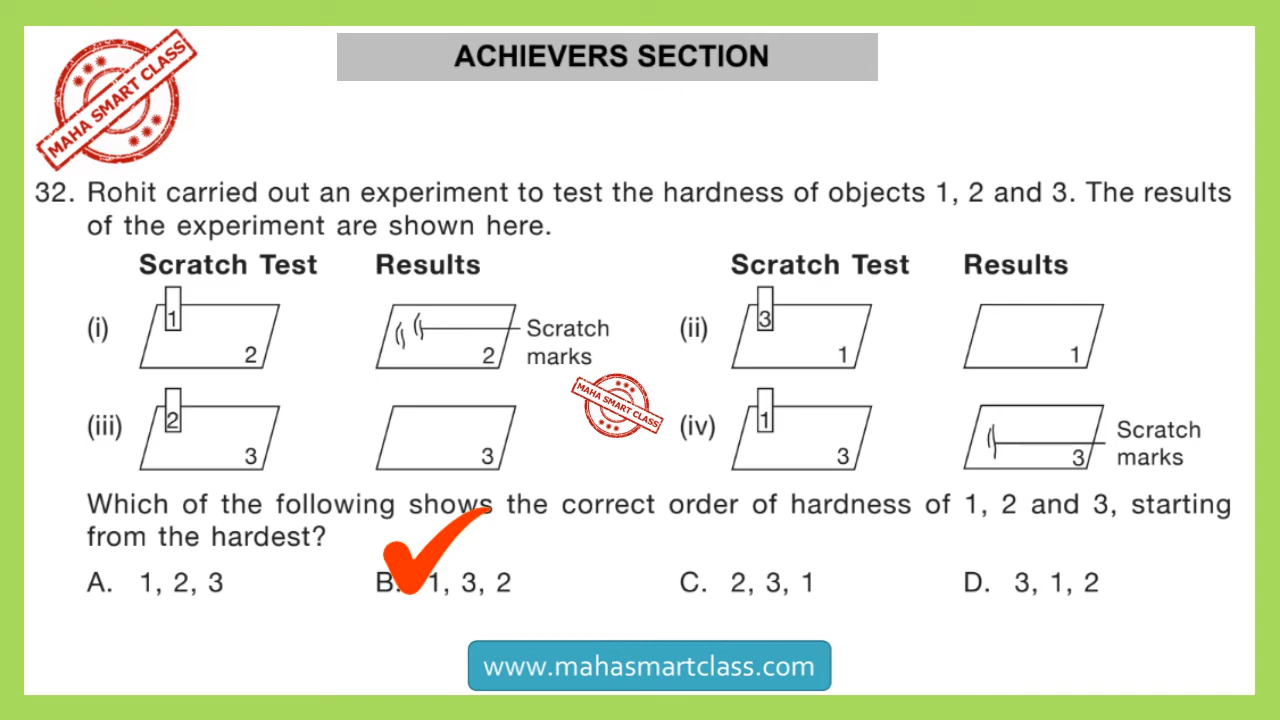 MAHA SMART CLASS
ACHIEVERS SECTION
32. Rohit carried out an experiment to test the hardness of objects 1, 2 and 3. The results
of the experiment are shown here.
Scratch Test Results Scratch Test Results
(i) 1 2 2 Scratch marks (ii) 3 1 1
MAHA SMART CLASS
(iii) 2 3 3 (iv) 1 3 3 Scratch marks
Which of the following shows the correct order of hardness of 1, 2 and 3, starting
from the hardest?
A. 1, 2, 3 B. 1, 3, 2 C. 2, 3, 1 D. 3, 1, 2
www.mahasmartclass.com